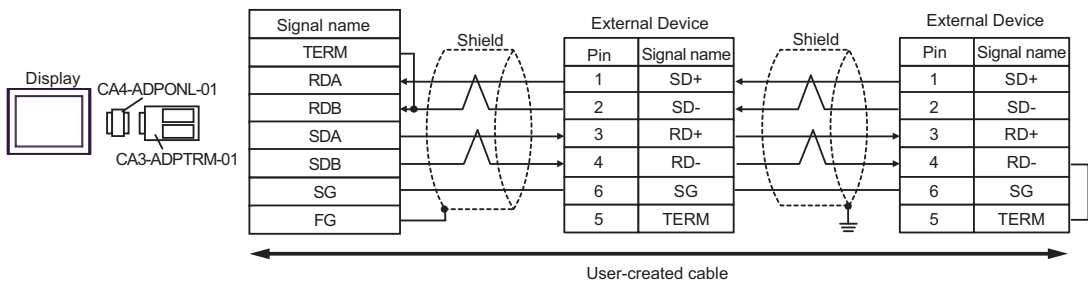 Display
CA4-ADPONL-01
CA3-ADPTRM-01
Signal name
TERM
RDA
RDB
SDA
SDB
SG
FG
Shield
External Device
Pin Signal name
1 SD+
2 SD-
3 RD+
4 RD-
6 SG
5 TERM
Shield
External Device
Pin Signal name
1 SD+
2 SD-
3 RD+
4 RD-
6 SG
5 TERM
User-created cable